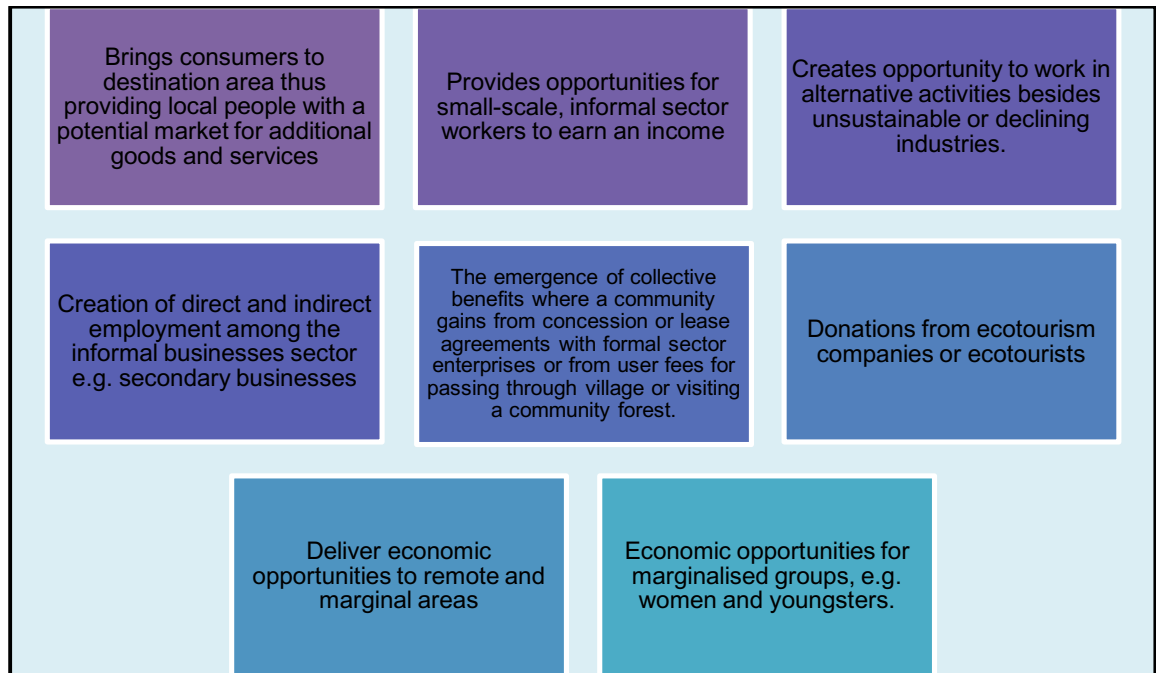 Brings consumers to
destination area thus
providing local people with a
potential market for additional
goods and services
Provides opportunities for
small-scale, informal sector
workers to earn an income
Creates opportunity to work in
alternative activities besides
unsustainable or declining
industries.
Creation of direct and indirect
employment among the
informal businesses sector
e.g. secondary businesses
The emergence of collective
benefits where a community
gains from concession or lease
agreements with formal sector
enterprises or from user fees for
passing through village or visiting
a community forest.
Donations from ecotourism
companies or ecotourists
Deliver economic
opportunities to remote and
marginal areas
Economic opportunities for
marginalised groups, e.g.
women and youngsters.